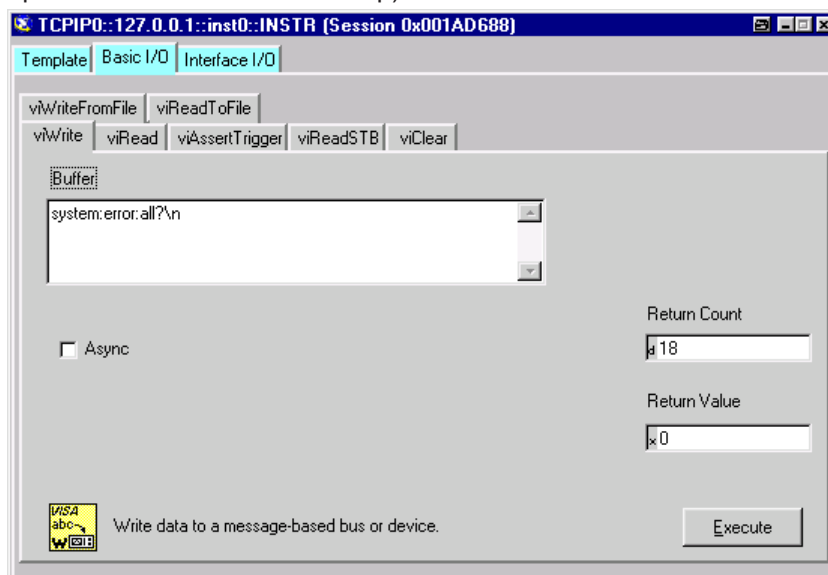 TCPIP0::127.0.0.1::inst0::INSTR (Session 0x001AD688)
Template Basic I/O Interface I/O
viWriteFromFile viReadToFile
viWrite viRead viAssertTrigger viReadSTB viClear
Buffer
system:error:all?\n
Return Count
Async
d 18
Return Value
x 0
VISA
abc
W
Write data to a message-based bus or device.
Execute